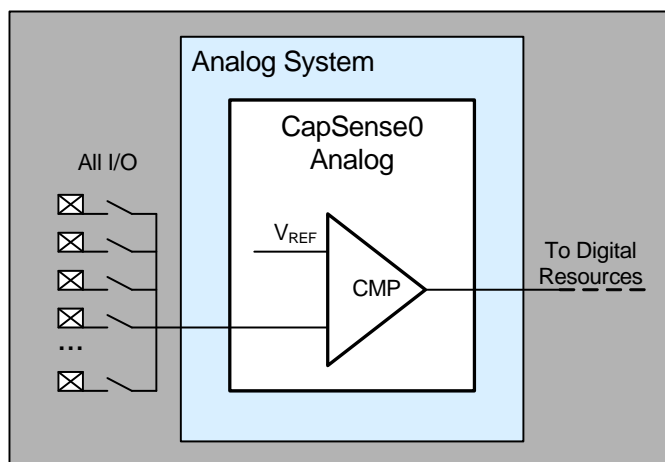 Analog System
CapSense0
Analog
All I/O
VREF
CMP
To Digital
Resources
...